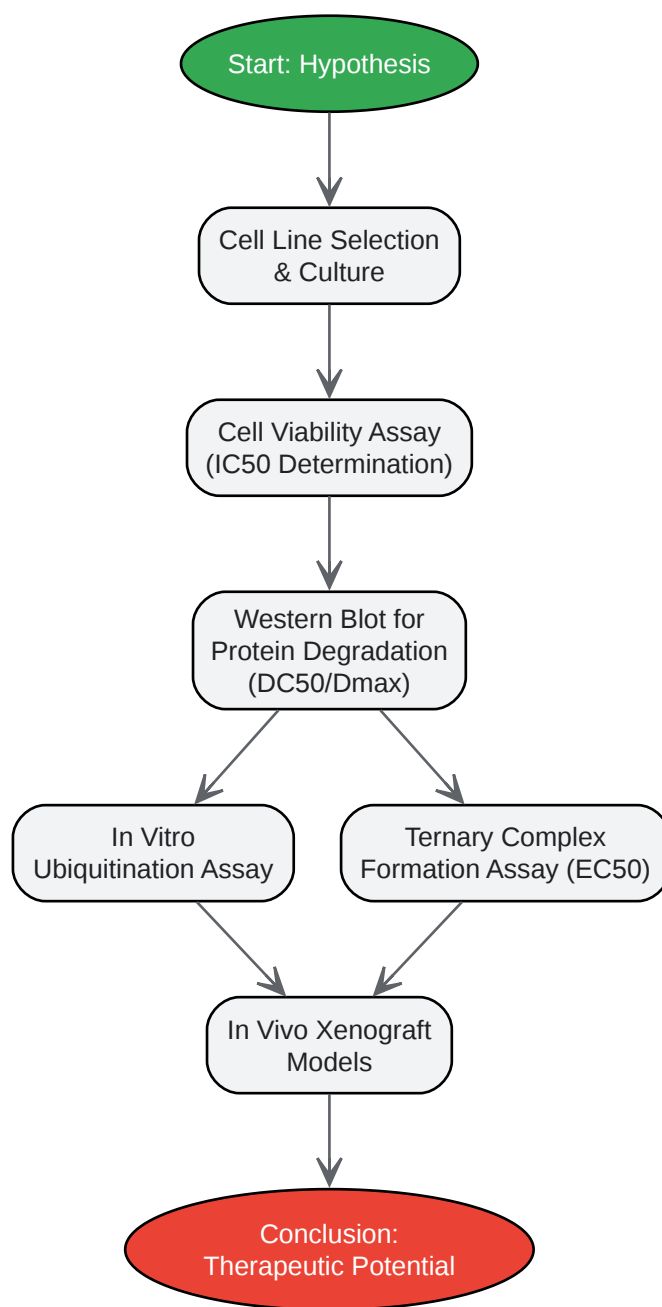 Start: Hypothesis
Cell Line Selection
& Culture
Cell Viability Assay
(IC50 Determination)
Western Blot for
Protein Degradation
(DC50/Dmax)
In Vitro
Ubiquitination Assay
Ternary Complex
Formation Assay (EC50)
In Vivo Xenograft
Models
Conclusion:
Therapeutic Potential